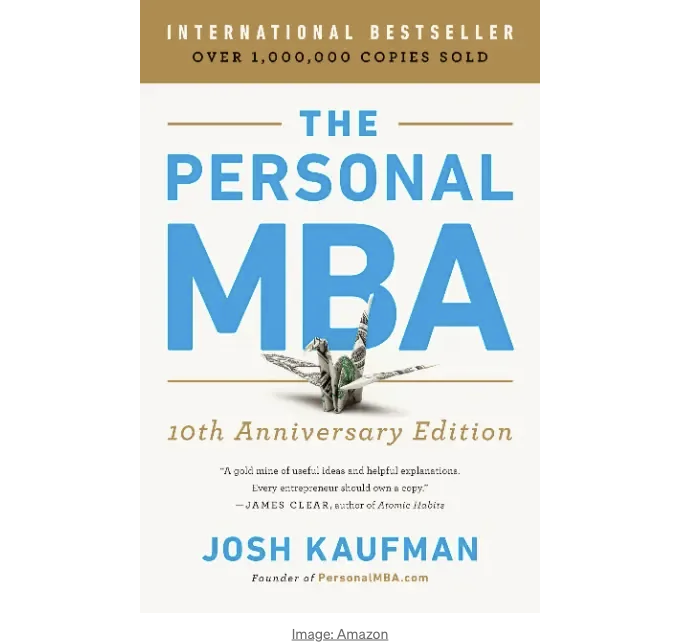 INTERNATIONAL BESTSELLER
OVER 1,000,000 COPIES SOLD
THE
PERSONAL
MBA
10th Anniversary Edition
"A gold mine of useful ideas and helpful explanations.
Every entrepreneur should own a copy."
—JAMES CLEAR, author of Atomic Habits
JOSH KAUFMAN
Founder of PersonalMBA.com
Image: Amazon